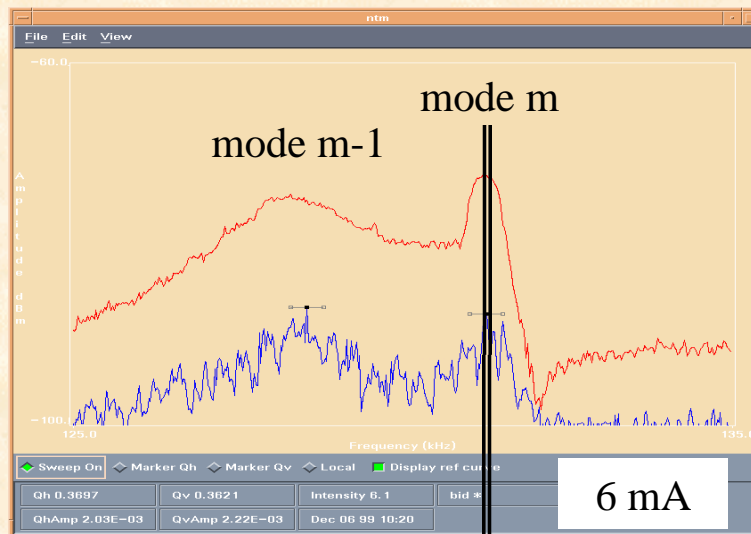 ntm
File Edit View
-60.0
mode m
mode m-1
Amplitude dBm
-100.0
125.0
135.0
Frequency (kHz)
Sweep On Marker Qh Marker Qv Local Display ref curve
Qh 0.3697 Qv 0.3621 Intensity 6.1 bid *
QhAmp 2.03E-03 QvAmp 2.22E-03 Dec 06 99 10:20
6 mA